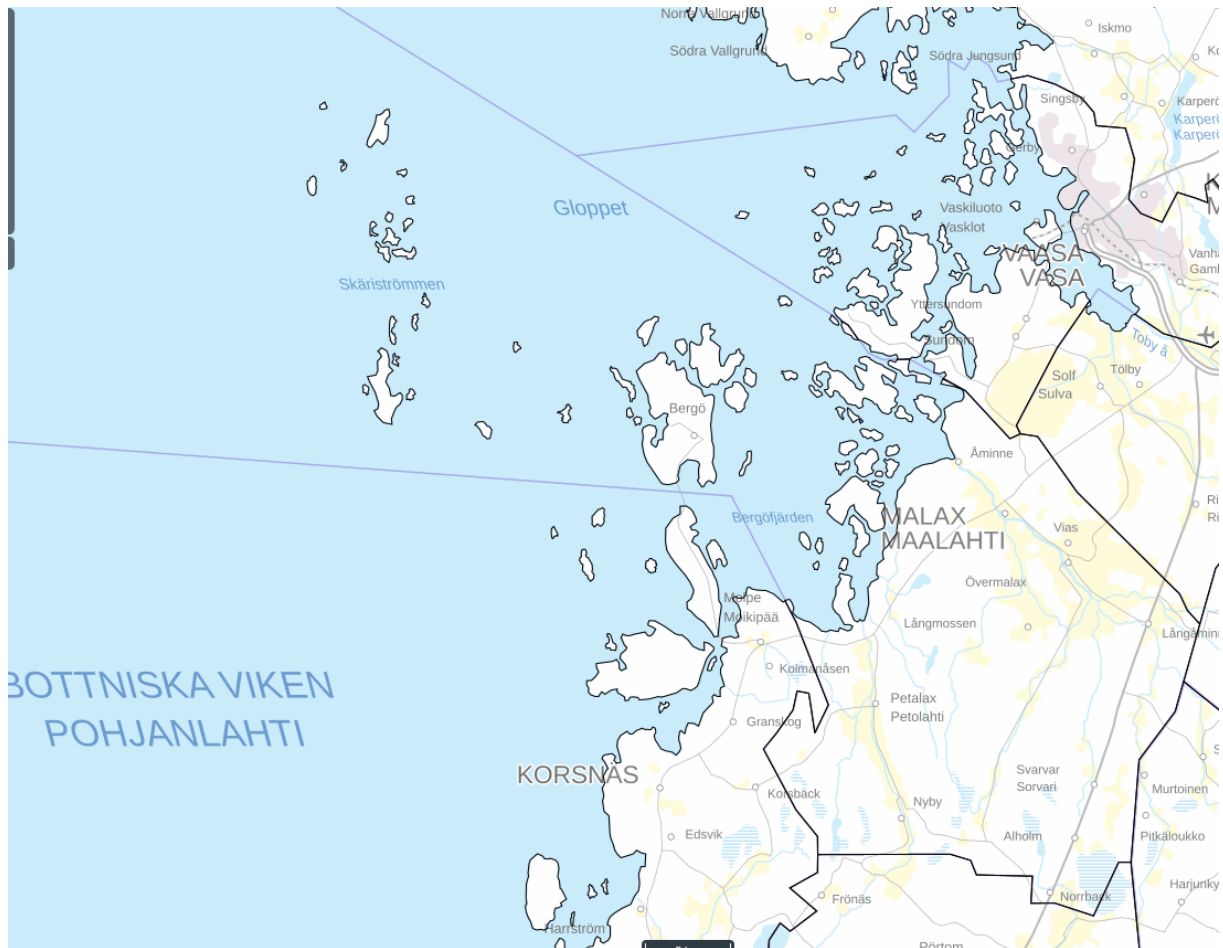 Norra Vallgrund
Iskmo
Södra Vallgrund
Södra Jungsund
Singsby
Karperö
Karperö
Karperö
Gerby
Gloppet
Vaskiluoto
Vasklot
VAASA
VASA
Vanha
Gamla
Skäriströmmen
Yttersundom
Sundom
Toby å
Solf
Sulva
Tölby
Bergö
Åminne
Bergöfjärden
MALAX
MAALAHTI
Vias
Övermalax
Molpe
Moikipää
Långmossen
Långåminne
Kolmanåsen
BOTTNISKA VIKEN
POHJANLAHTI
Petalax
Petolahti
Granskog
KORSNÄS
Svarvar
Sorvari
Murtoinen
Korsbäck
Nyby
Edsvik
Alholm
Pitkäloukko
Harjunky
Norrback
Frönäs
Harrström
Pörtom